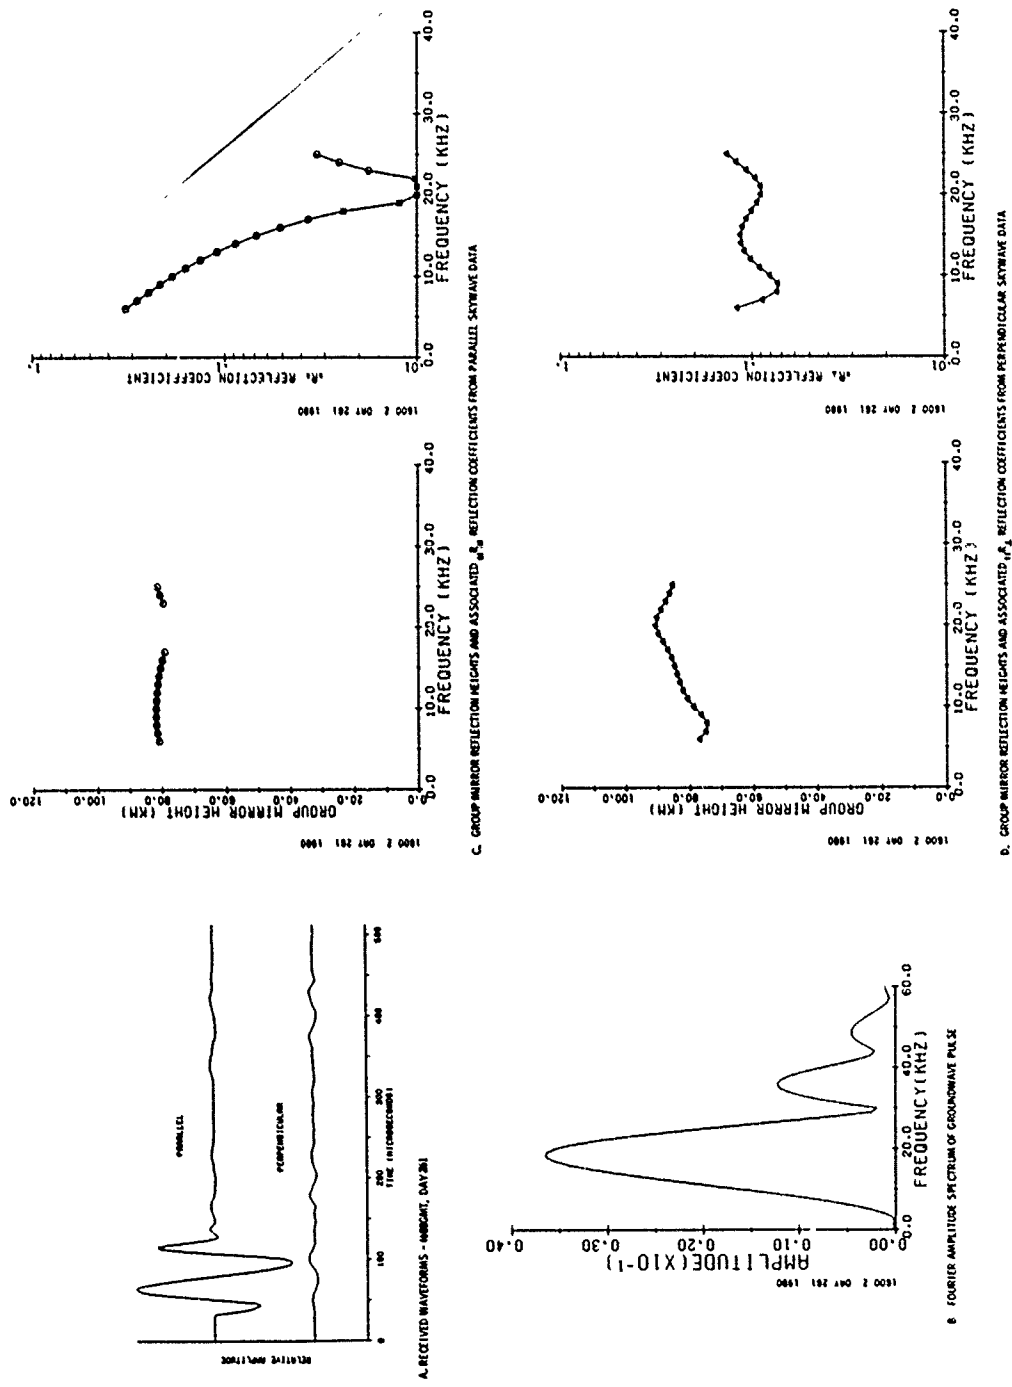 RELATIVE AMPLITUDE
PARALLEL
PERPENDICULAR
0
100
200
300
400
500
TIME (MICROSECONDS)
A. RECEIVED WAVEFORMS - 1600GMT, DAY 261
0.40
0.30
0.20
0.10
0.00
AMPLITUDE(X10⁻¹)
0.0
20.0
40.0
60.0
FREQUENCY(KHZ)
1600 Z DAY 261 1980
B FOURIER AMPLITUDE SPECTRUM OF GROUNDWAVE PULSE
120.0
100.0
80.0
60.0
40.0
20.0
0.0
GROUP MIRROR HEIGHT(KM)
0.0
10.0
20.0
30.0
40.0
FREQUENCY (KHZ)
1600 Z DAY 261 1980
REFLECTION COEFFICIENT
0.0
10.0
20.0
30.0
40.0
FREQUENCY (KHZ)
1600 Z DAY 261 1980
C. GROUP MIRROR REFLECTION HEIGHTS AND ASSOCIATED ııRıı REFLECTION COEFFICIENTS FROM PARALLEL SKYWAVE DATA
120.0
100.0
80.0
60.0
40.0
20.0
0.0
GROUP MIRROR HEIGHT(KM)
0.0
10.0
20.0
30.0
40.0
FREQUENCY (KHZ)
1600 Z DAY 261 1980
ııR⊥ REFLECTION COEFFICIENT
0.0
10.0
20.0
30.0
40.0
FREQUENCY (KHZ)
1600 Z DAY 261 1980
D. GROUP MIRROR REFLECTION HEIGHTS AND ASSOCIATED ııR⊥ REFLECTION COEFFICIENTS FROM PERPENDICULAR SKYWAVE DATA